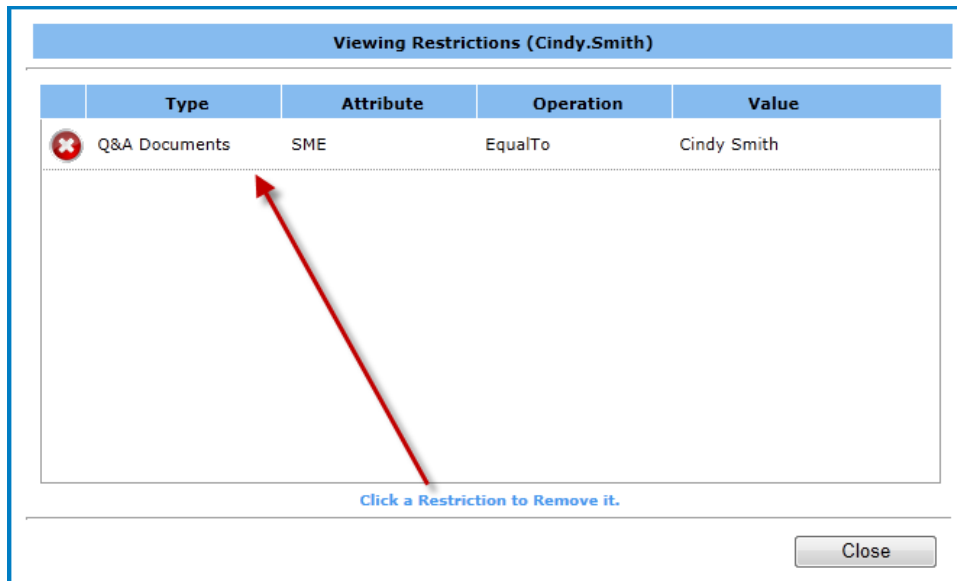 Viewing Restrictions (Cindy.Smith)
Type Attribute Operation Value
Q&A Documents SME EqualTo Cindy Smith
Click a Restriction to Remove it.
Close